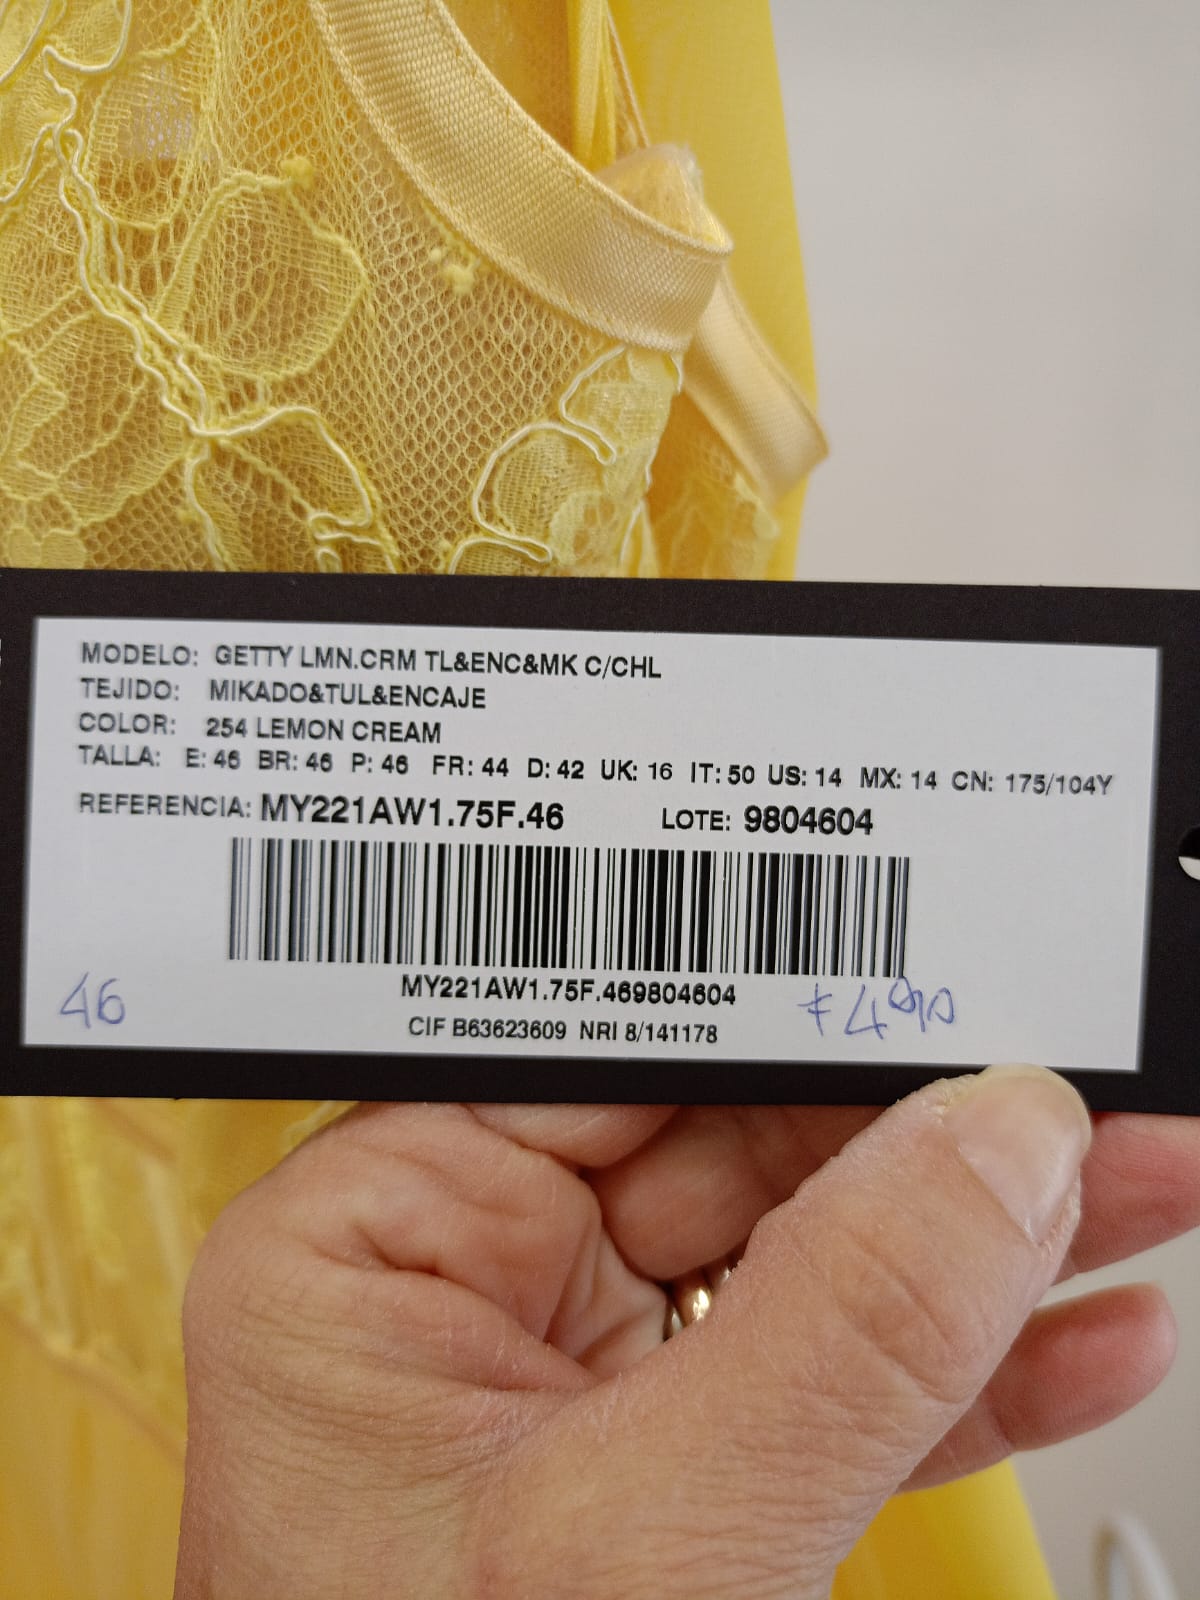 MODELO: GETTY LMN.CRM TL&ENC&MK C/CHL
TEJIDO: MIKADO&TUL&ENCAJE
COLOR: 254 LEMON CREAM
TALLA: E: 46 BR: 46 P: 46 FR: 44 D: 42 UK: 16 IT: 50 US: 14 MX: 14 CN: 175/104Y
REFERENCIA: MY221AW1.75F.46 LOTE: 9804604
MY221AW1.75F.469804604
46
CIF B63623609 NRI 8/141178